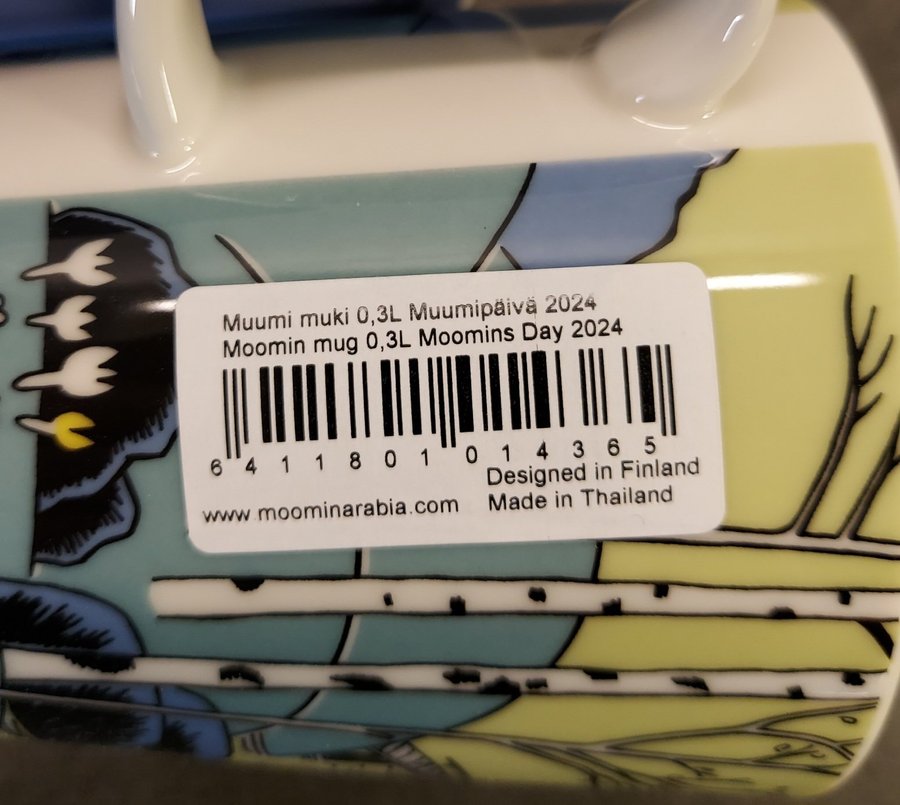 Muumi muki 0,3L Muumipäivä 2024
Moomin mug 0,3L Moomins Day 2024
6 411801 014365
Designed in Finland
www.moominarabia.com Made in Thailand